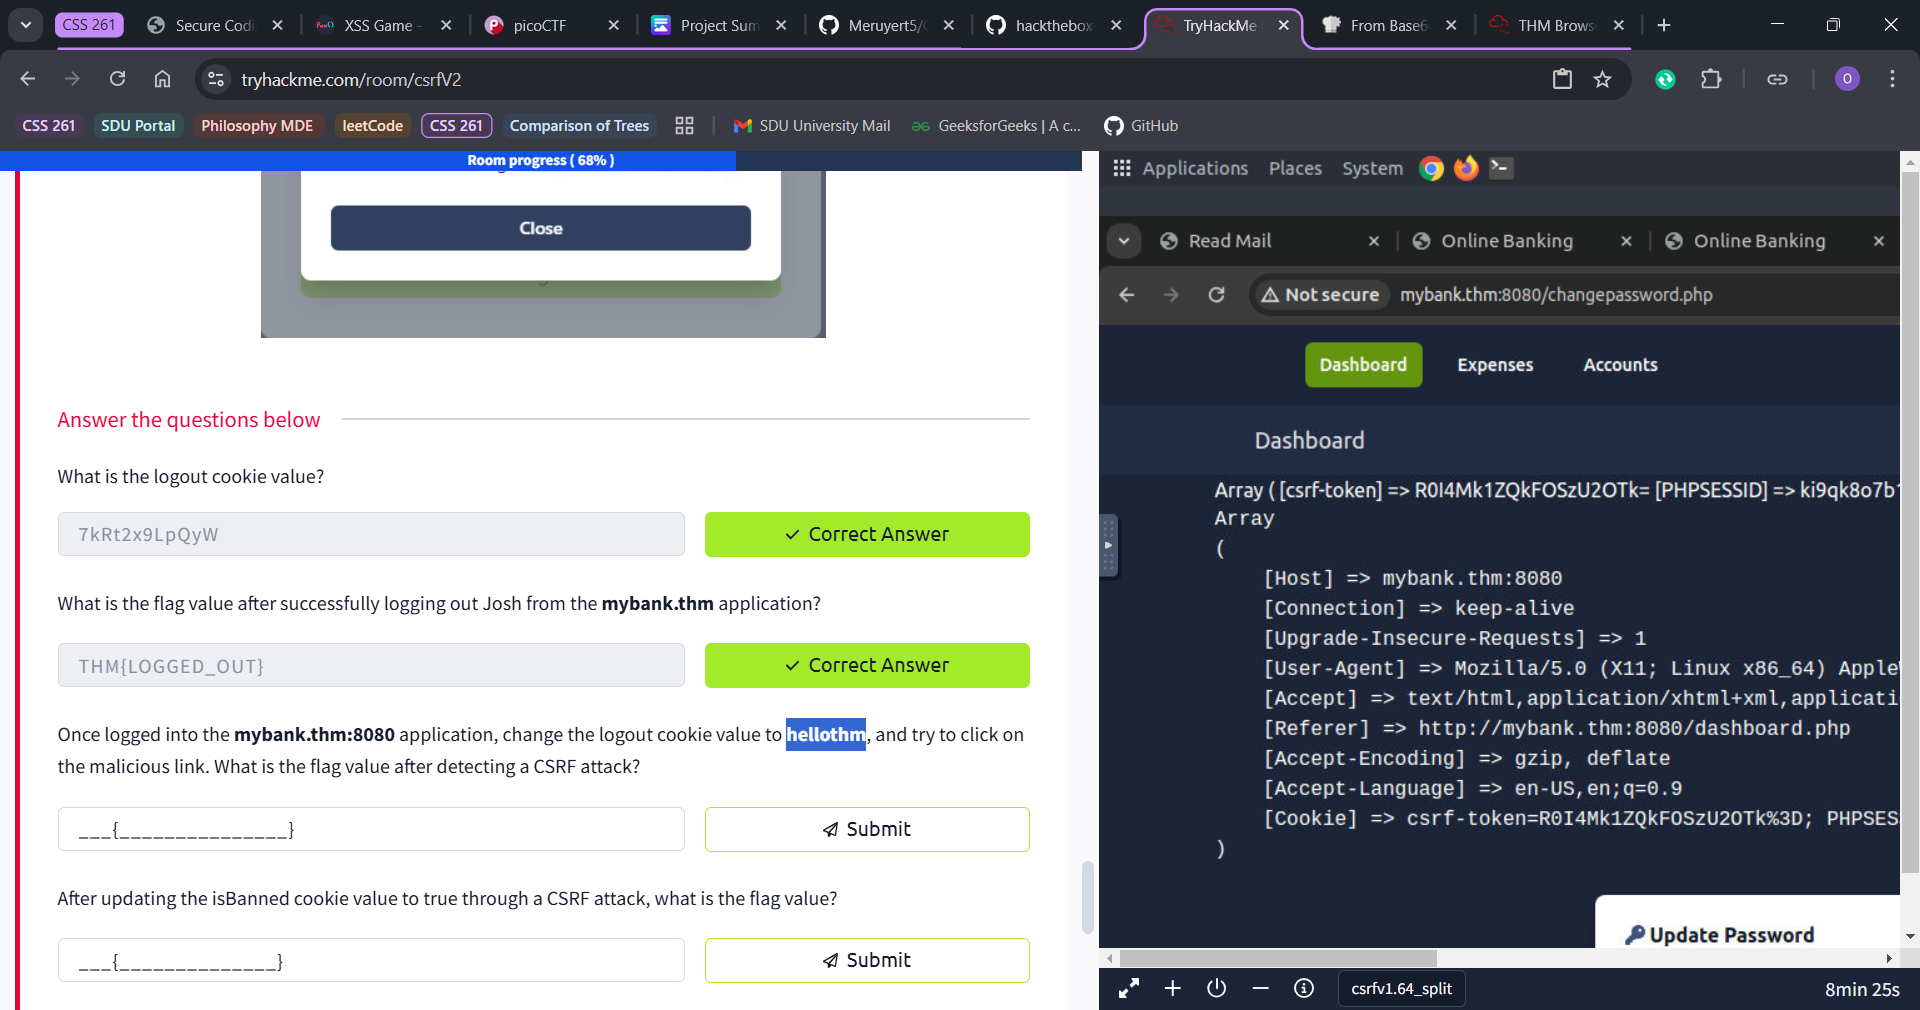 CSS 261
Secure Codi
XSS Game -
picoCTF
Project Sum
Meruyert5/
hackthebox
TryHackMe
From Base6
THM Brows
tryhackme.com/room/csrfV2
O
CSS 261
SDU Portal
Philosophy MDE
leetCode
CSS 261
Comparison of Trees
SDU University Mail
GeeksforGeeks | A c...
GitHub
Room progress ( 68% )
Close
Answer the questions below
What is the logout cookie value?
7kRt2x9LpQyW
✓ Correct Answer
What is the flag value after successfully logging out Josh from the mybank.thm application?
THM{LOGGED_OUT}
✓ Correct Answer
Once logged into the mybank.thm:8080 application, change the logout cookie value to hellothm, and try to click on
the malicious link. What is the flag value after detecting a CSRF attack?
___{_______________}
Submit
After updating the isBanned cookie value to true through a CSRF attack, what is the flag value?
___{______________}
Submit
Applications Places System
Read Mail
Online Banking
Online Banking
Not secure mybank.thm:8080/changepassword.php
Dashboard
Expenses
Accounts
Dashboard
Array ( [csrf-token] => R0I4Mk1ZQkFOSzU2OTk= [PHPSESSID] => ki9qk8o7b
Array
(
[Host] => mybank.thm:8080
[Connection] => keep-alive
[Upgrade-Insecure-Requests] => 1
[User-Agent] => Mozilla/5.0 (X11; Linux x86_64) Apple
[Accept] => text/html,application/xhtml+xml,applicati
[Referer] => http://mybank.thm:8080/dashboard.php
[Accept-Encoding] => gzip, deflate
[Accept-Language] => en-US,en;q=0.9
[Cookie] => csrf-token=R0I4Mk1ZQkFOSzU2OTk%3D; PHPSES
)
Update Password
csrfv1.64_split
8min 25s